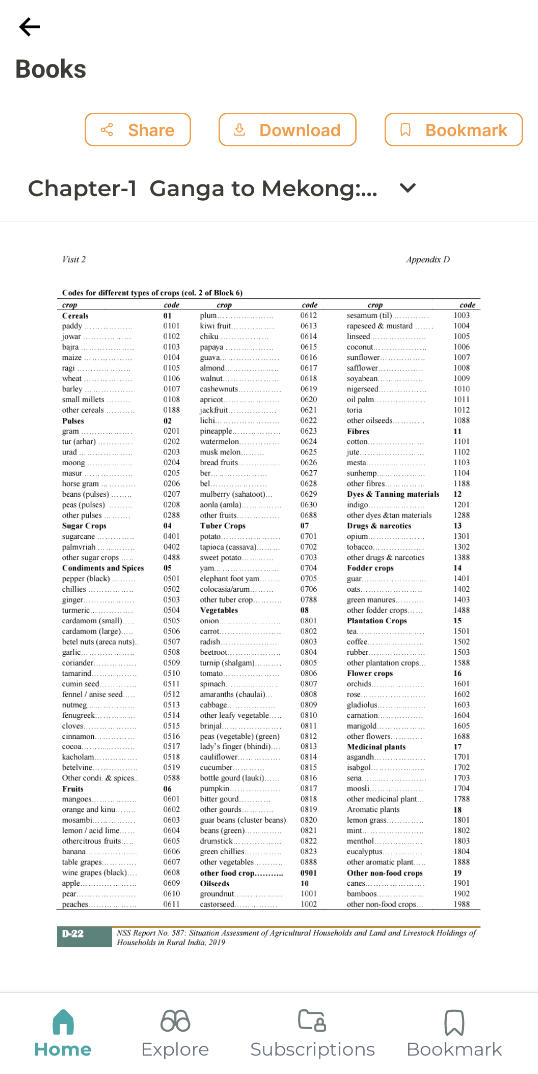 Books
Share
Download
Bookmark
Chapter-1 Ganga to Mekong:...
Visit 2
Appendix D
Codes for different types of crops (col. 2 of Block 6)
crop code crop code crop code
Cereals 01 plum 0612 sesamum (til) 1003
paddy 0101 kiwi fruit 0613 rapeseed & mustard 1004
jowar 0102 chiku 0614 linseed 1005
bajra 0103 papaya 0615 coconut 1006
maize 0104 guava 0616 sunflower 1007
ragi 0105 almond 0617 safflower 1008
wheat 0106 walnut 0618 soyabean 1009
barley 0107 cashewnuts 0619 nigerseed 1010
small millets 0108 apricot 0620 oil palm 1011
other cereals 0188 jackfruit 0621 toria 1012
Pulses 02 lichi 0622 other oilseeds 1088
gram 0201 pineapple 0623 Fibres 11
tur (arhar) 0202 watermelon 0624 cotton 1101
urad 0203 musk melon 0625 jute 1102
moong 0204 bread fruits 0626 mesta 1103
masur 0205 ber 0627 sunhemp 1104
horse gram 0206 bel 0628 other fibres 1188
beans (pulses) 0207 mulberry (sahatoot) 0629 Dyes & Tanning materials 12
peas (pulses) 0208 aonla (amla) 0630 indigo 1201
other pulses 0288 other fruits 0688 other dyes &tan materials 1288
Sugar Crops 04 Tuber Crops 07 Drugs & narcotics 13
sugarcane 0401 potato 0701 opium 1301
palmvriah 0402 tapioca (cassava) 0702 tobacco 1302
other sugar crops 0488 sweet potato 0703 other drugs & narcotics 1388
Condiments and Spices 05 yam 0704 Fodder crops 14
pepper (black) 0501 elephant foot yam 0705 guar 1401
chillies 0502 colocasia/arum 0706 oats 1402
ginger 0503 other tuber crop 0788 green manures 1403
turmeric 0504 Vegetables 08 other fodder crops 1488
cardamom (small) 0505 onion 0801 Plantation Crops 15
cardamom (large) 0506 carrot 0802 tea 1501
betel nuts (areca nuts) 0507 radish 0803 coffee 1502
garlic 0508 beetroot 0804 rubber 1503
coriander 0509 turnip (shalgam) 0805 other plantation crops 1588
tamarind 0510 tomato 0806 Flower crops 16
cumin seed 0511 spinach 0807 orchids 1601
fennel / anise seed 0512 amaranths (chaulai) 0808 rose 1602
nutmeg 0513 cabbage 0809 gladiolus 1603
fenugreek 0514 other leafy vegetable 0810 carnation 1604
cloves 0515 brinjal 0811 marigold 1605
cinnamon 0516 peas (vegetable) (green) 0812 other flowers 1688
cocoa 0517 lady's finger (bhindi) 0813 Medicinal plants 17
kacholam 0518 cauliflower 0814 asgandh 1701
betelvine 0519 cucumber 0815 isabgol 1702
Other condi. & spices 0588 bottle gourd (lauki) 0816 sena 1703
Fruits 06 pumpkin 0817 moosli 1704
mangoes 0601 bitter gourd 0818 other medicinal plant 1788
orange and kinu 0602 other gourds 0819 Aromatic plants 18
mosambi 0603 guar beans (cluster beans) 0820 lemon grass 1801
lemon / acid lime 0604 beans (green) 0821 mint 1802
othercitrous fruits 0605 drumstick 0822 menthol 1803
banana 0606 green chillies 0823 eucalyptus 1804
table grapes 0607 other vegetables 0888 other aromatic plant 1888
wine grapes (black) 0608 other food crop 0901 Other non-food crops 19
apple 0609 Oilseeds 10 canes 1901
pear 0610 groundnut 1001 bamboos 1902
peaches 0611 castorseed 1002 other non-food crops 1988
D-22
NSS Report No. 587: Situation Assessment of Agricultural Households and Land and Livestock Holdings of
Households in Rural India, 2019
Home
Explore
Subscriptions
Bookmark